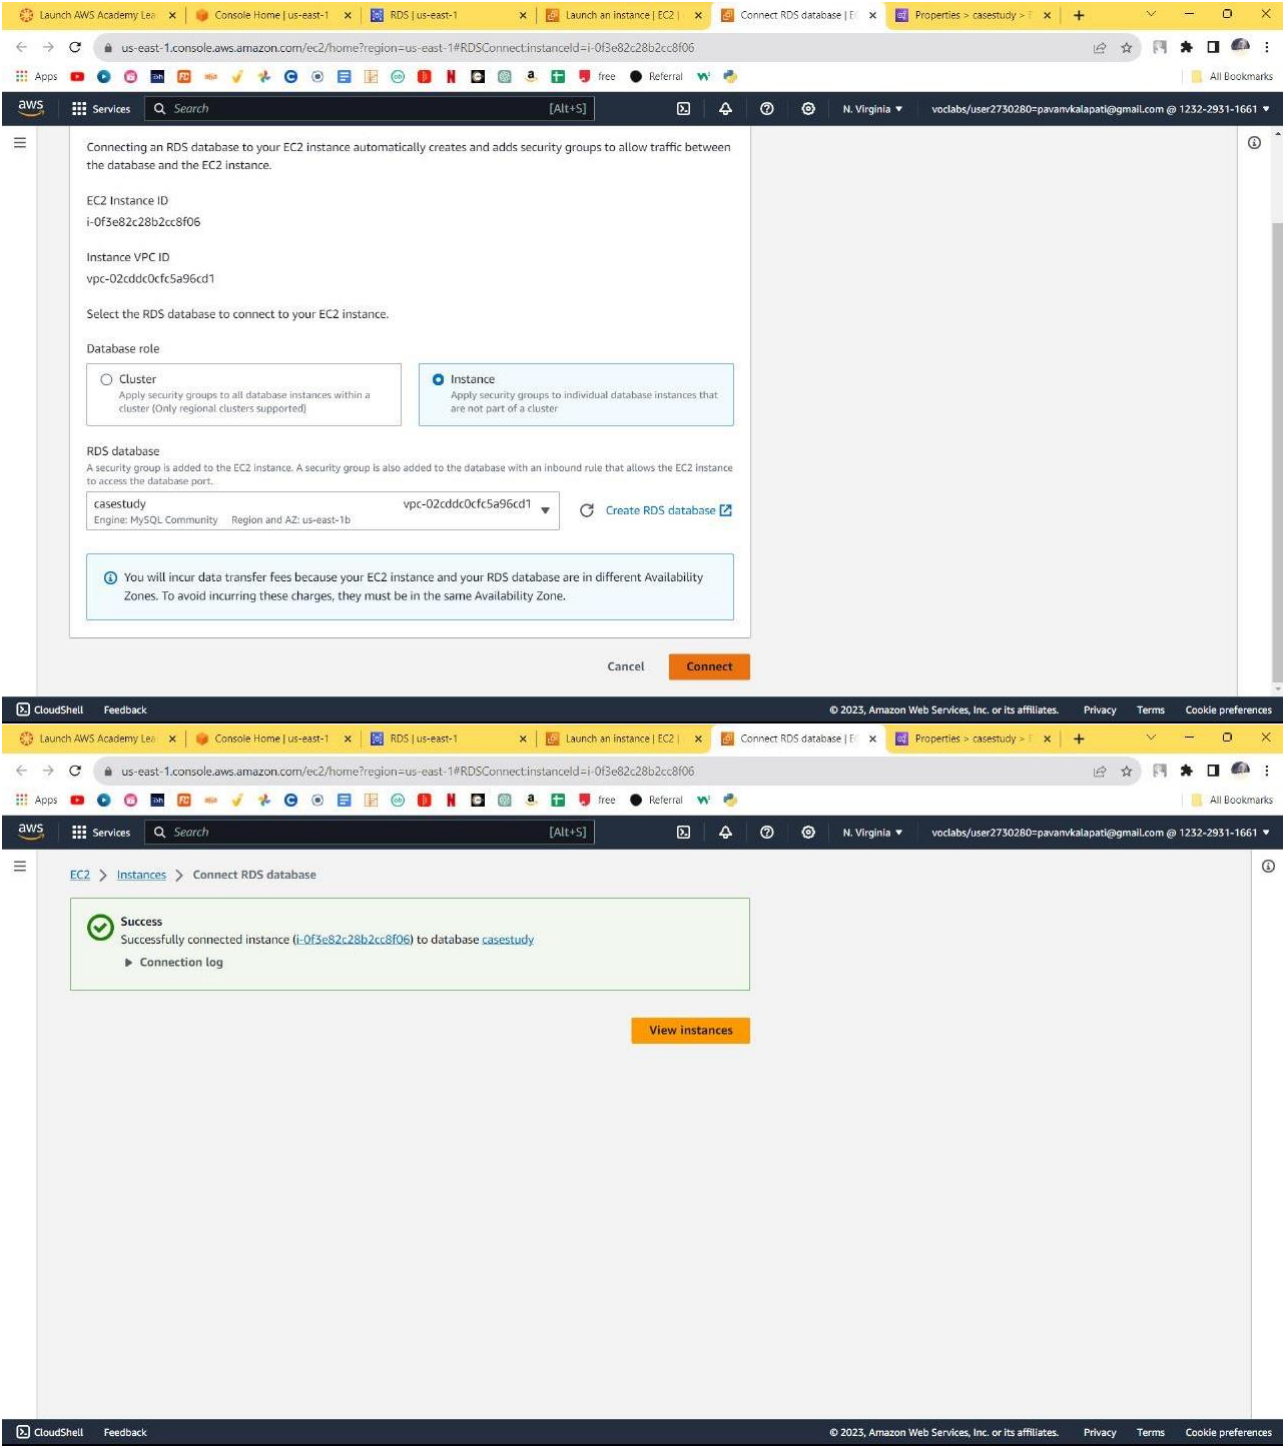 Launch AWS Academy Lea
Console Home | us-east-1
RDS | us-east-1
Launch an instance | EC2 |
Connect RDS database | E
Properties > casestudy >
us-east-1.console.aws.amazon.com/ec2/home?region=us-east-1#RDSConnect:instanceId=i-0f3e82c28b2cc8f06
Apps
free
Referral
All Bookmarks
aws
Services
Search
[Alt+S]
N. Virginia
voclabs/user2730280=pavanvkalapati@gmail.com @ 1232-2931-1661
Connecting an RDS database to your EC2 instance automatically creates and adds security groups to allow traffic between
the database and the EC2 instance.
EC2 Instance ID
i-0f3e82c28b2cc8f06
Instance VPC ID
vpc-02cddc0cfc5a96cd1
Select the RDS database to connect to your EC2 instance.
Database role
Cluster
Apply security groups to all database instances within a
cluster (Only regional clusters supported)
Instance
Apply security groups to individual database instances that
are not part of a cluster
RDS database
A security group is added to the EC2 instance. A security group is also added to the database with an inbound rule that allows the EC2 instance
to access the database port.
casestudy vpc-02cddc0cfc5a96cd1
Engine: MySQL Community Region and AZ: us-east-1b
Create RDS database
You will incur data transfer fees because your EC2 instance and your RDS database are in different Availability
Zones. To avoid incurring these charges, they must be in the same Availability Zone.
Cancel
Connect
CloudShell Feedback
© 2023, Amazon Web Services, Inc. or its affiliates. Privacy Terms Cookie preferences
Launch AWS Academy Lea
Console Home | us-east-1
RDS | us-east-1
Launch an instance | EC2 |
Connect RDS database | E
Properties > casestudy >
us-east-1.console.aws.amazon.com/ec2/home?region=us-east-1#RDSConnect:instanceId=i-0f3e82c28b2cc8f06
Apps
free
Referral
All Bookmarks
aws
Services
Search
[Alt+S]
N. Virginia
voclabs/user2730280=pavanvkalapati@gmail.com @ 1232-2931-1661
EC2 > Instances > Connect RDS database
Success
Successfully connected instance (i-0f3e82c28b2cc8f06) to database casestudy
Connection log
View instances
CloudShell Feedback
© 2023, Amazon Web Services, Inc. or its affiliates. Privacy Terms Cookie preferences